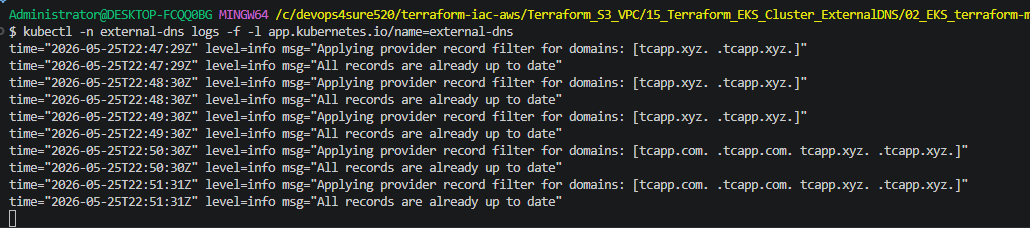 Administrator@DESKTOP-FCQQ0BG MINGW64 /c/devops4sure520/terraform-iac-aws/Terraform_S3_VPC/15_Terraform_EKS_Cluster_ExternalDNS/02_EKS_terraform-m
$ kubectl -n external-dns logs -f -l app.kubernetes.io/name=external-dns
time="2026-05-25T22:47:29Z" level=info msg="Applying provider record filter for domains: [tcapp.xyz. .tcapp.xyz.]"
time="2026-05-25T22:47:29Z" level=info msg="All records are already up to date"
time="2026-05-25T22:48:30Z" level=info msg="Applying provider record filter for domains: [tcapp.xyz. .tcapp.xyz.]"
time="2026-05-25T22:48:30Z" level=info msg="All records are already up to date"
time="2026-05-25T22:49:30Z" level=info msg="Applying provider record filter for domains: [tcapp.xyz. .tcapp.xyz.]"
time="2026-05-25T22:49:30Z" level=info msg="All records are already up to date"
time="2026-05-25T22:50:30Z" level=info msg="Applying provider record filter for domains: [tcapp.com. .tcapp.com. tcapp.xyz. .tcapp.xyz.]"
time="2026-05-25T22:50:30Z" level=info msg="All records are already up to date"
time="2026-05-25T22:51:31Z" level=info msg="Applying provider record filter for domains: [tcapp.com. .tcapp.com. tcapp.xyz. .tcapp.xyz.]"
time="2026-05-25T22:51:31Z" level=info msg="All records are already up to date"